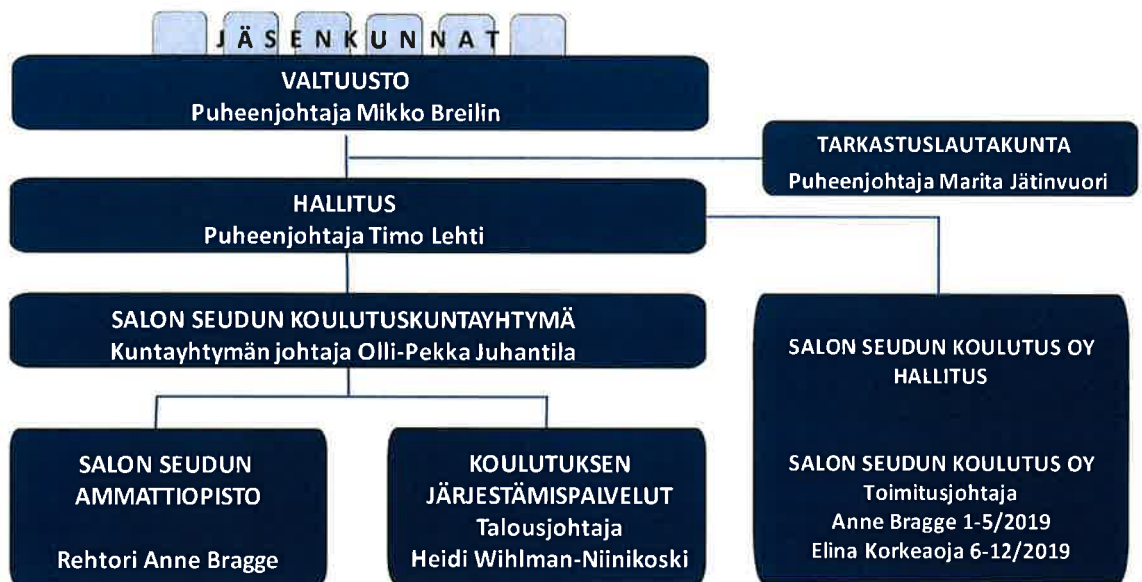 JÄSENKUNNAT
VALTUUSTO
Puheenjohtaja Mikko Breilin
TARKASTUSLAUTAKUNTA
Puheenjohtaja Marita Jätinvuori
HALLITUS
Puheenjohtaja Timo Lehti
SALON SEUDUN KOULUTUSKUNTAYHTYMÄ
Kuntayhtymän johtaja Olli-Pekka Juhantila
SALON SEUDUN KOULUTUS OY
HALLITUS
SALON SEUDUN
AMMATTIOPISTO
Rehtori Anne Bragge
KOULUTUKSEN
JÄRJESTÄMISPALVELUT
Talousjohtaja
Heidi Wihlman-Niinikoski
SALON SEUDUN KOULUTUS OY
Toimitusjohtaja
Anne Bragge 1-5/2019
Elina Korkeaoja 6-12/2019